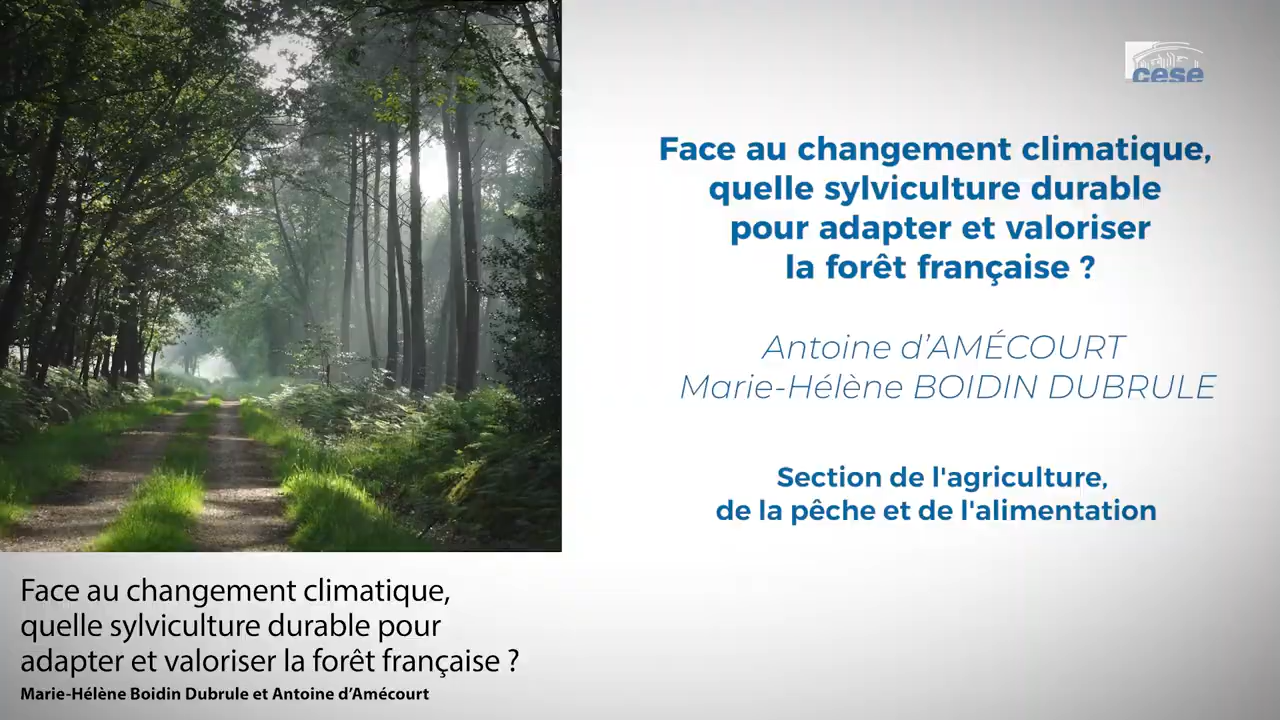 cese
Face au changement climatique,
quelle sylviculture durable
pour adapter et valoriser
la forêt française ?
Antoine d'AMÉCOURT
Marie-Hélène BOIDIN DUBRULE
Section de l'agriculture,
de la pêche et de l'alimentation
Face au changement climatique,
quelle sylviculture durable pour
adapter et valoriser la forêt française ?
Marie-Hélène Boidin Dubrule et Antoine d'Amécourt